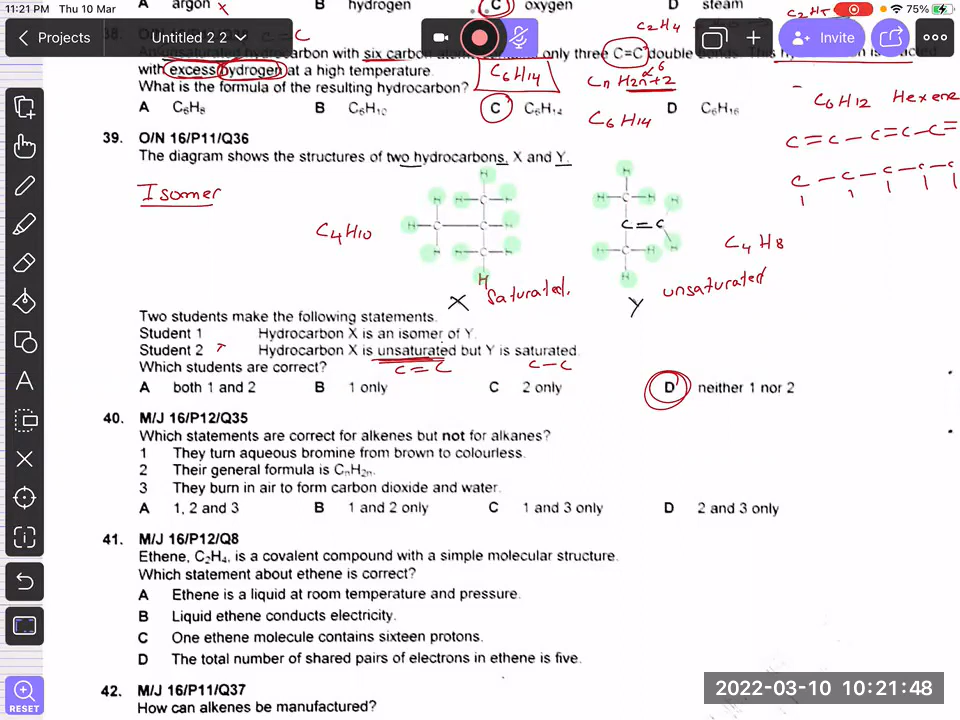 A argon B hydrogen C oxygen D steam
11:21 PM Thu 10 Mar 75%
C2H4
Projects Untitled 2 2 Invite
hydrocarbon with six carbon only three C=C double
with excess hydrogen at a high temperature.
C6H14
CnH2n+2
What is the formula of the resulting hydrocarbon?
A C6H8 B C6H12 C C6H14 D C6H16
C6H14
C6H12 Hexene
C=C-C=C-C=
C-C-C-C-C
39. O/N 16/P11/Q36
The diagram shows the structures of two hydrocarbons, X and Y.
Isomer
C4H10
C4H8
X saturated.
Y unsaturated
Two students make the following statements.
Student 1 Hydrocarbon X is an isomer of Y.
Student 2 Hydrocarbon X is unsaturated but Y is saturated.
Which students are correct? C=C C-C
A both 1 and 2 B 1 only C 2 only D neither 1 nor 2
40. M/J 16/P12/Q35
Which statements are correct for alkenes but not for alkanes?
1 They turn aqueous bromine from brown to colourless.
2 Their general formula is CnH2n.
3 They burn in air to form carbon dioxide and water.
A 1, 2 and 3 B 1 and 2 only C 1 and 3 only D 2 and 3 only
41. M/J 16/P12/Q8
Ethene, C2H4, is a covalent compound with a simple molecular structure.
Which statement about ethene is correct?
A Ethene is a liquid at room temperature and pressure.
B Liquid ethene conducts electricity.
C One ethene molecule contains sixteen protons.
D The total number of shared pairs of electrons in ethene is five.
42. M/J 16/P11/Q37
How can alkenes be manufactured?
RESET
2022-03-10 10:21:48